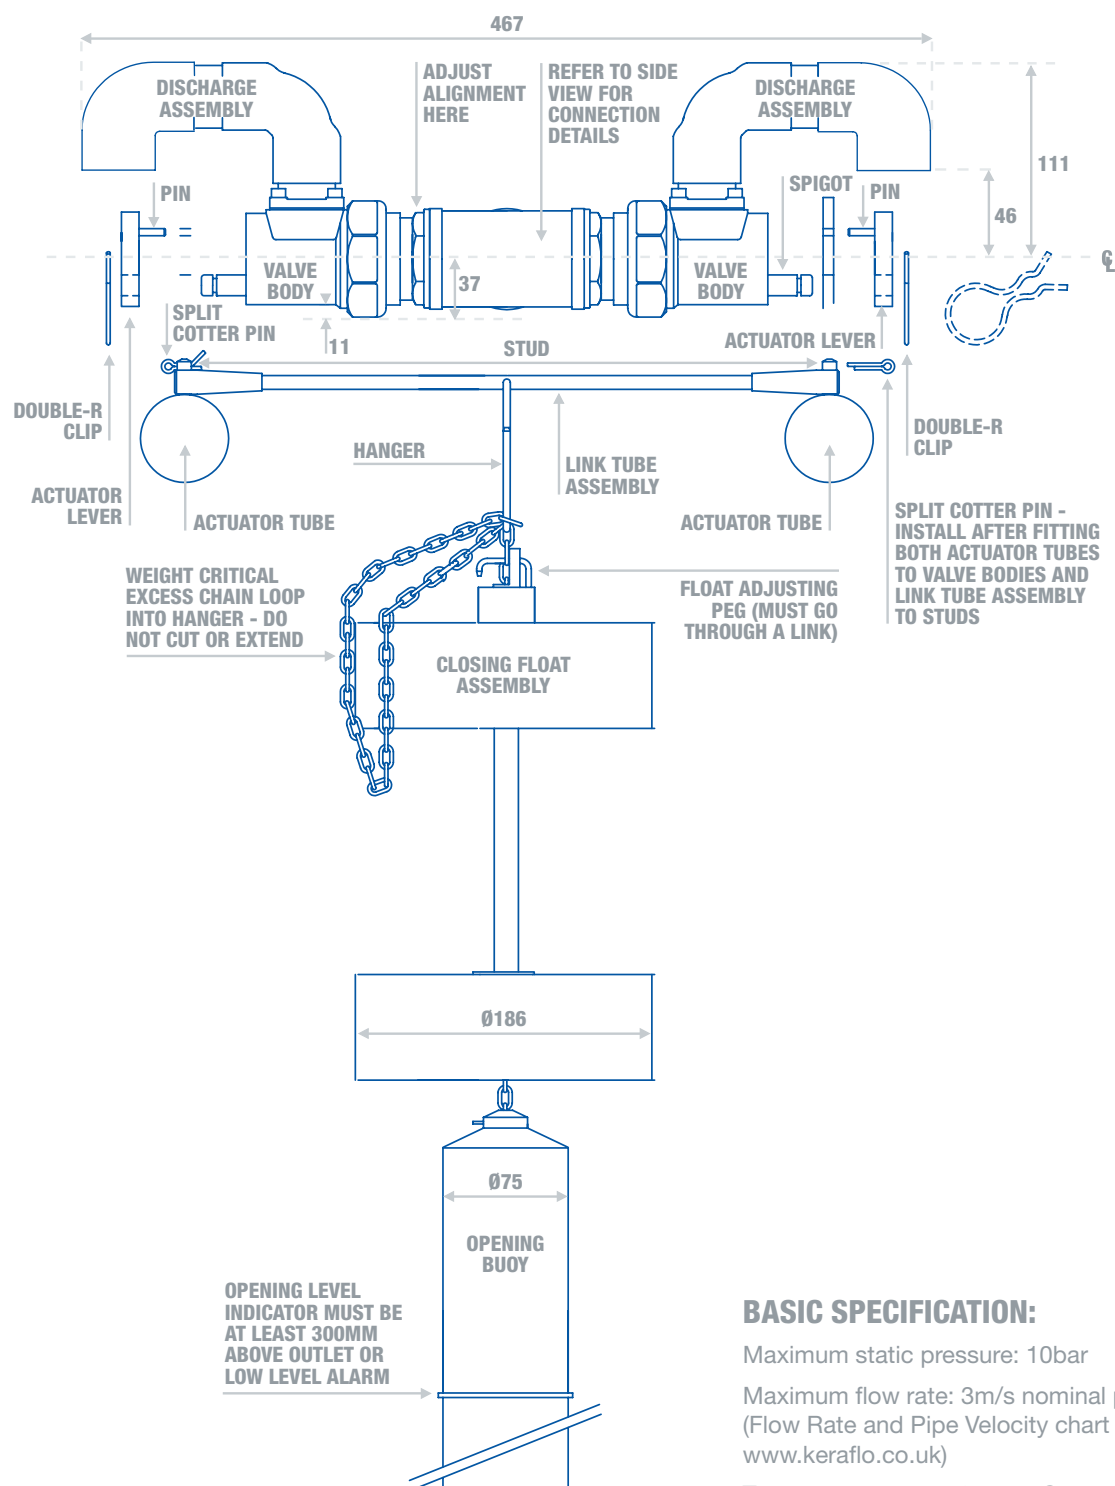 467
DISCHARGE
ASSEMBLY
ADJUST
ALIGNMENT
HERE
REFER TO SIDE
VIEW FOR
CONNECTION
DETAILS
DISCHARGE
ASSEMBLY
111
46
PIN
SPIGOT
PIN
VALVE
BODY
37
VALVE
BODY
℄
SPLIT
COTTER PIN
11
STUD
ACTUATOR LEVER
DOUBLE-R
CLIP
HANGER
LINK TUBE
ASSEMBLY
DOUBLE-R
CLIP
ACTUATOR
LEVER
ACTUATOR TUBE
ACTUATOR TUBE
SPLIT COTTER PIN -
INSTALL AFTER FITTING
BOTH ACTUATOR TUBES
TO VALVE BODIES AND
LINK TUBE ASSEMBLY
TO STUDS
WEIGHT CRITICAL
EXCESS CHAIN LOOP
INTO HANGER - DO
NOT CUT OR EXTEND
FLOAT ADJUSTING
PEG (MUST GO
THROUGH A LINK)
CLOSING FLOAT
ASSEMBLY
Ø186
Ø75
OPENING
BUOY
OPENING LEVEL
INDICATOR MUST BE
AT LEAST 300MM
ABOVE OUTLET OR
LOW LEVEL ALARM
BASIC SPECIFICATION:
Maximum static pressure: 10bar
Maximum flow rate: 3m/s nominal
(Flow Rate and Pipe Velocity chart
www.keraflo.co.uk)